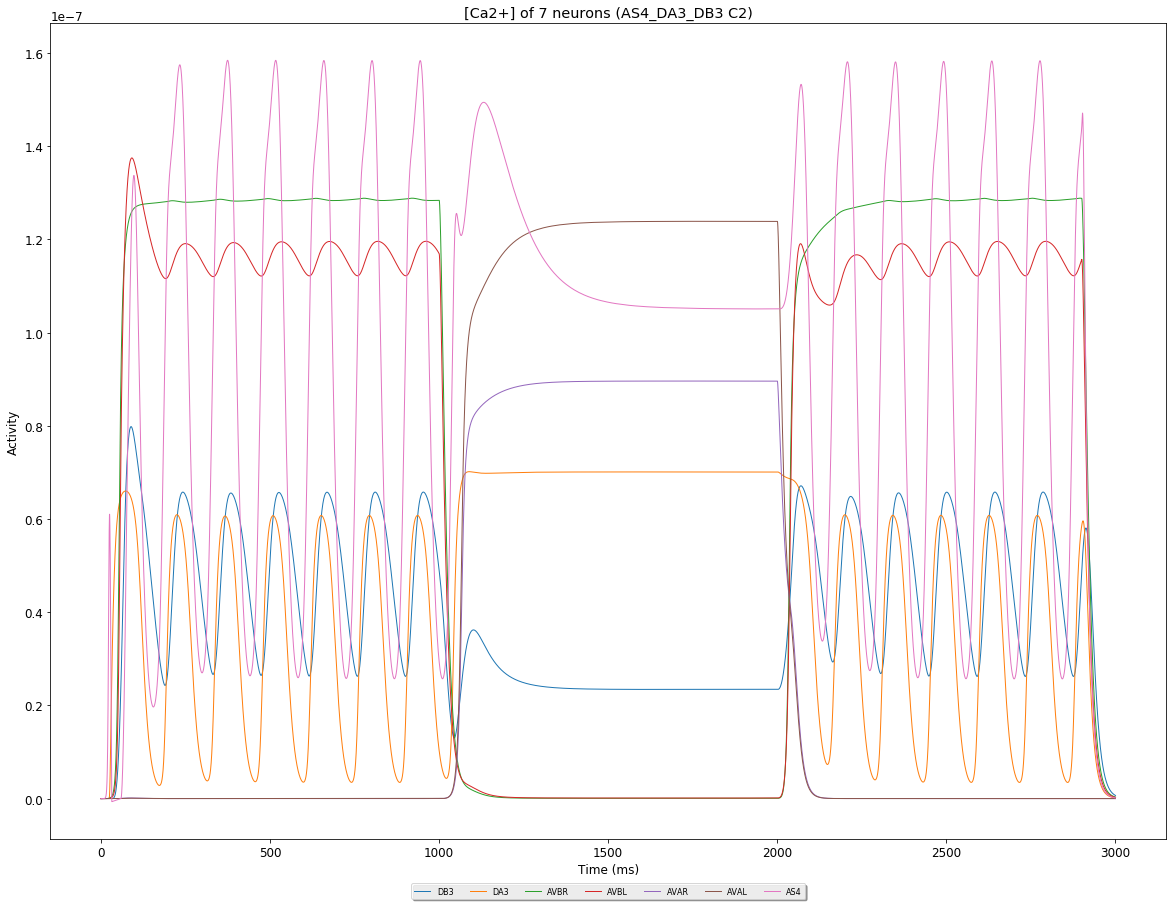 [Ca2+] of 7 neurons (AS4_DA3_DB3 C2)
1e−7
1.6
1.4
1.2
1.0
0.8
0.6
0.4
0.2
0.0
Activity
0 500 1000 1500 2000 2500 3000
Time (ms)
DB3 DA3 AVBR AVBL AVAR AVAL AS4